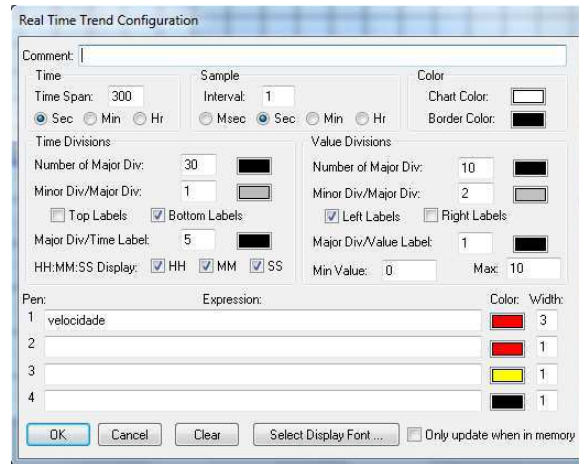 Real Time Trend Configuration
Comment:
Time
Sample
Color
Time Span: 300
Interval: 1
Chart Color:
Sec Min Hr
Msec Sec Min Hr
Border Color:
Time Divisions
Value Divisions
Number of Major Div: 30
Number of Major Div: 10
Minor Div/Major Div: 1
Minor Div/Major Div: 2
Top Labels Bottom Labels
Left Labels Right Labels
Major Div/Time Label: 5
Major Div/Value Label: 1
HH:MM:SS Display: HH MM SS
Min Value: 0 Max: 10
Pen: Expression: Color: Width:
1 velocidade 3
2 1
3 1
4 1
OK Cancel Clear Select Display Font ... Only update when in memory